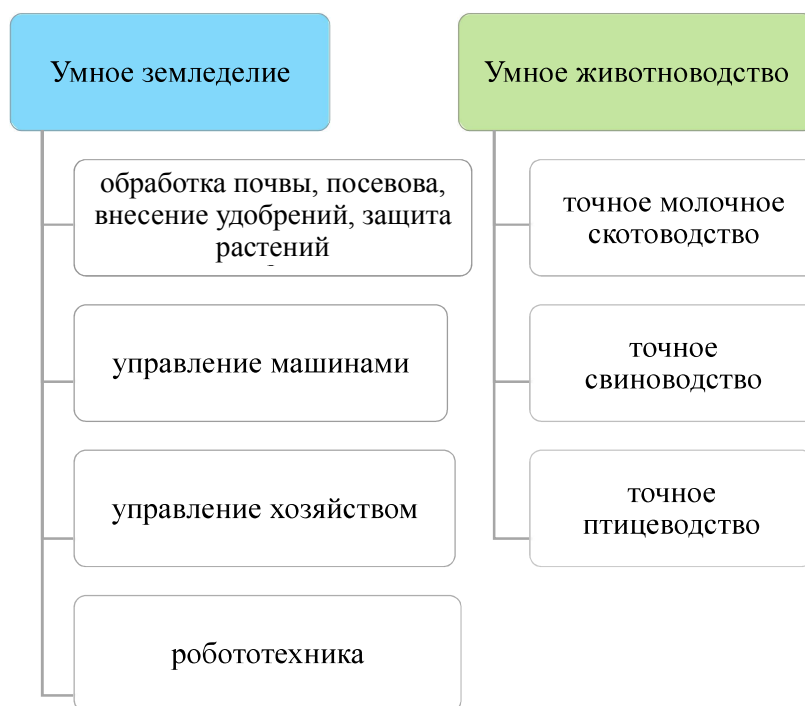 Умное земледелие
обработка почвы, посевова,
внесение удобрений, защита
растений
управление машинами
управление хозяйством
робототехника
Умное животноводство
точное молочное
скотоводство
точное
свиноводство
точное
птицеводство